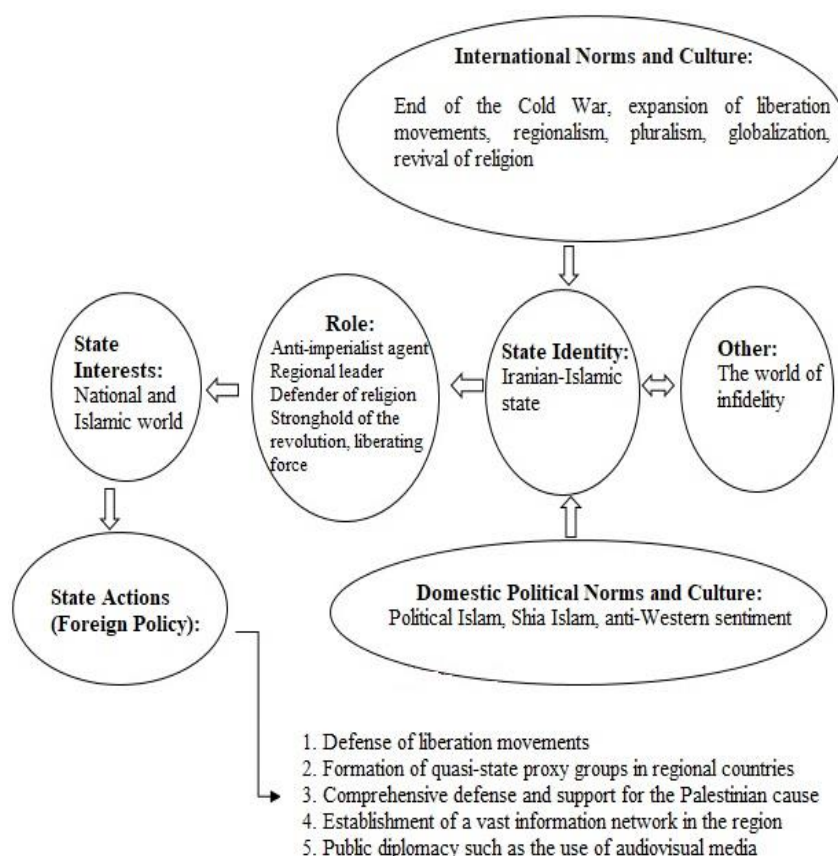 International Norms and Culture:
End of the Cold War, expansion of liberation
movements, regionalism, pluralism, globalization,
revival of religion
State
Interests:
National and
Islamic world
Role:
Anti-imperialist agent
Regional leader
Defender of religion
Stronghold of the
revolution, liberating
force
State Identity:
Iranian-Islamic
state
Other:
The world of
infidelity
State Actions
(Foreign Policy):
Domestic Political Norms and Culture:
Political Islam, Shia Islam, anti-Western sentiment
1. Defense of liberation movements
2. Formation of quasi-state proxy groups in regional countries
3. Comprehensive defense and support for the Palestinian cause
4. Establishment of a vast information network in the region
5. Public diplomacy such as the use of audiovisual media